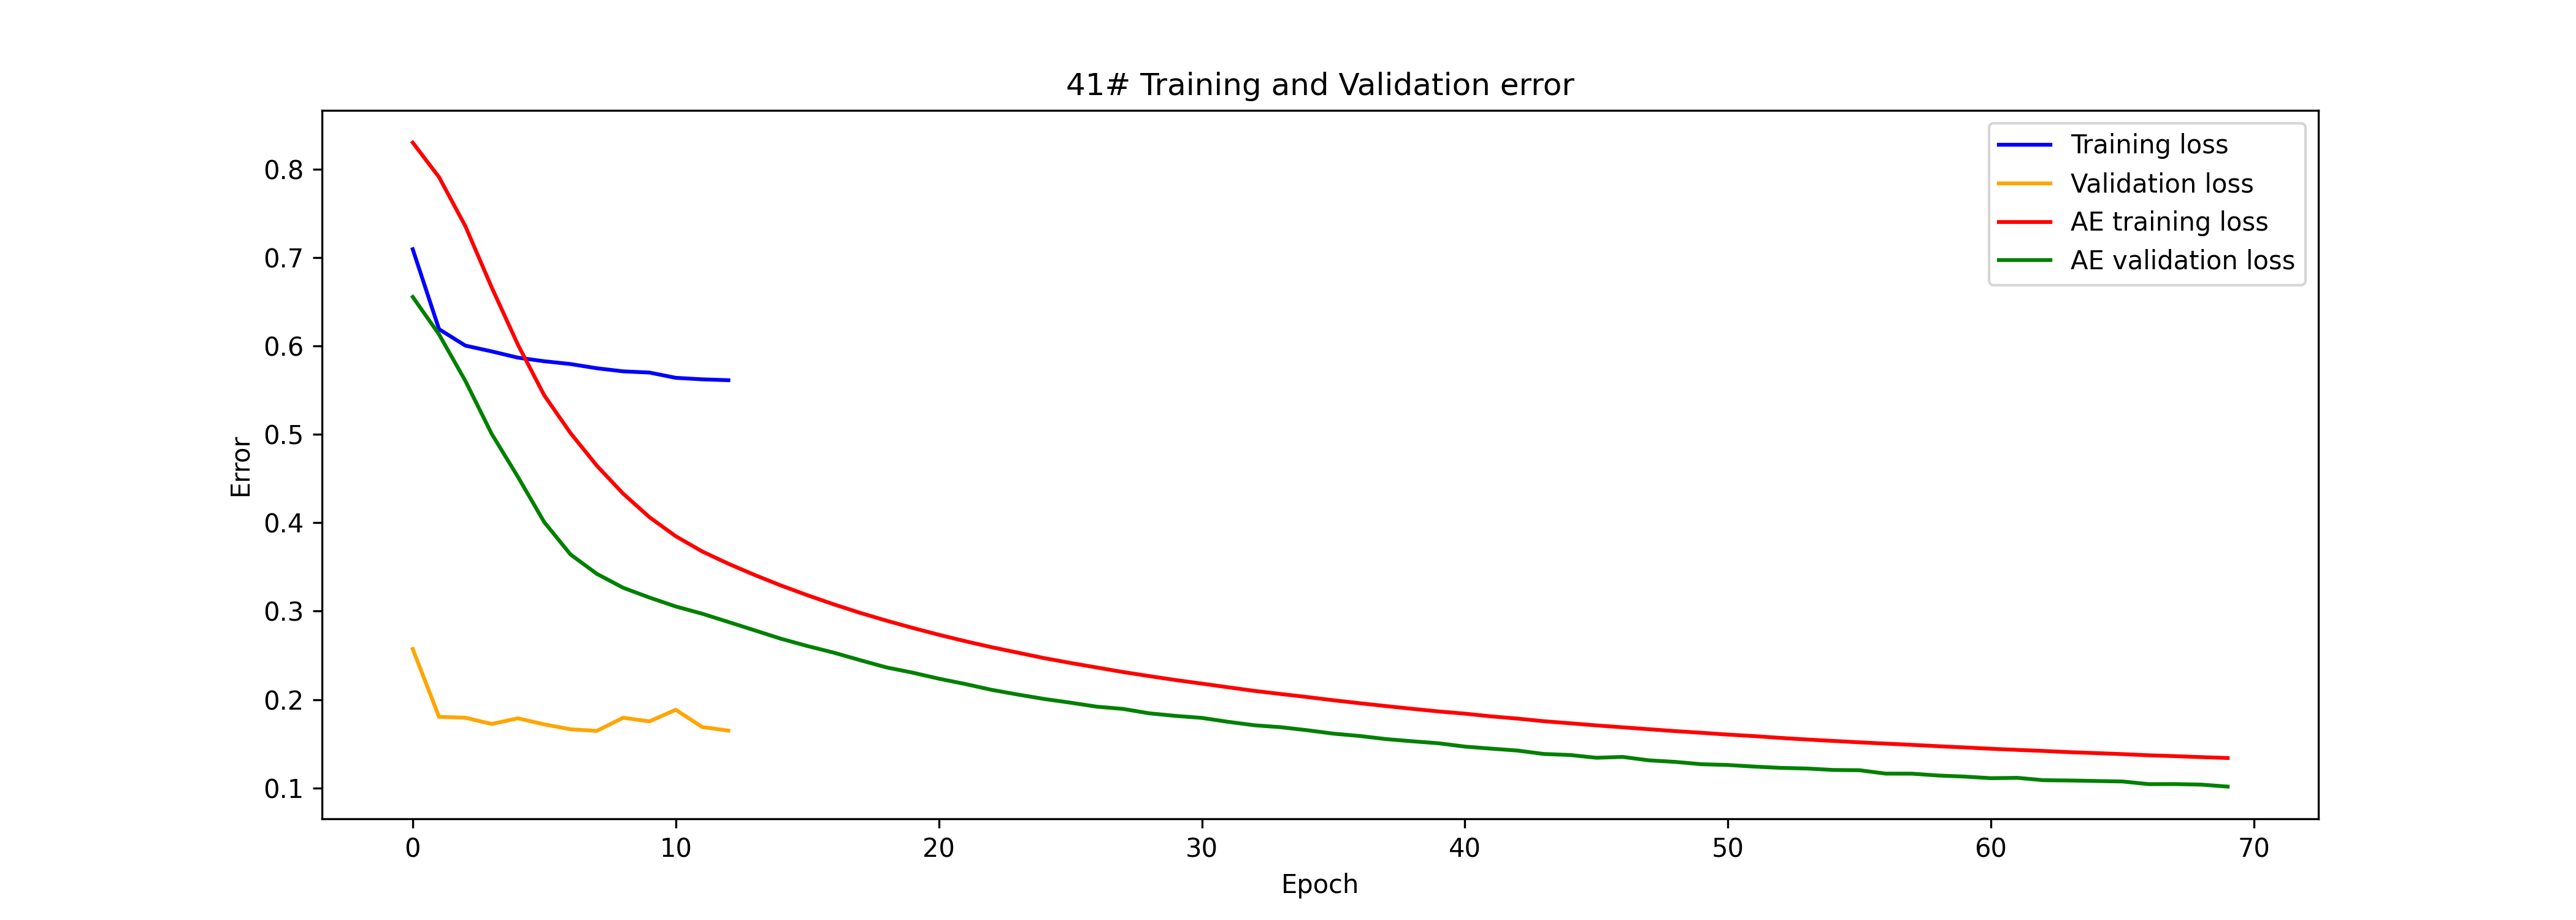 41# Training and Validation error
Training loss
Validation loss
AE training loss
AE validation loss
Error
0.8
0.7
0.6
0.5
0.4
0.3
0.2
0.1
0 10 20 30 40 50 60 70
Epoch